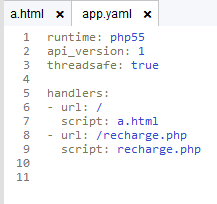 a.html app.yaml
1 runtime: php55
2 api_version: 1
3 threadsafe: true
4
5 handlers:
6 - url: /
7   script: a.html
8 - url: /recharge.php
9   script: recharge.php
10
11